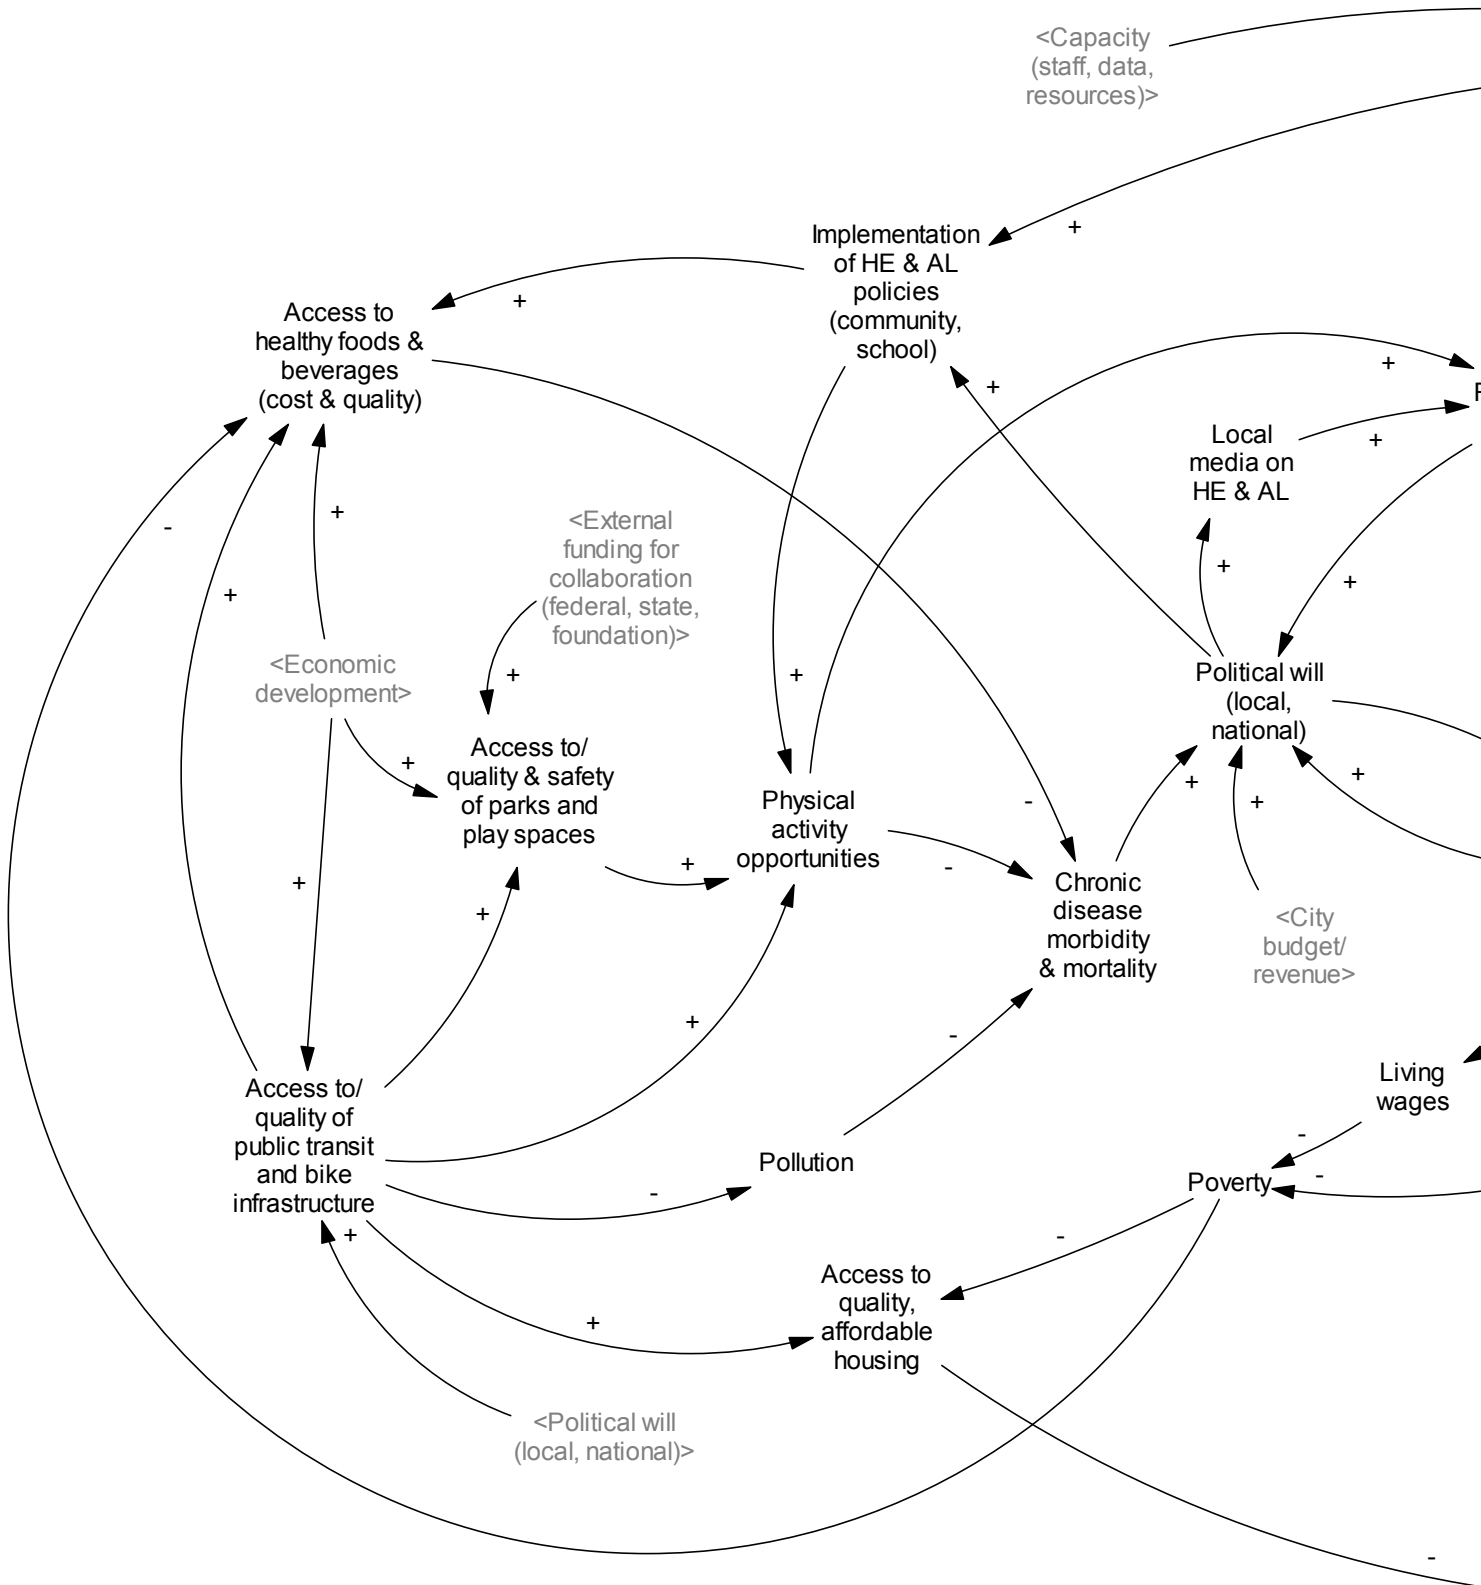 <Capacity
(staff, data,
resources)>
+
Implementation
of HE & AL
policies
(community,
school)
+
Access to
healthy foods &
beverages
(cost & quality)
+
+
Local
media on
HE & AL
+
-
+
+
<External
funding for
collaboration
(federal, state,
foundation)>
+
+
+
<Economic
development>
+
+
Political will
(local,
national)
+
Access to/
quality & safety
of parks and
play spaces
+
+
+
-
Physical
activity
opportunities
+
-
Chronic
disease
morbidity
& mortality
+
+
<City
budget/
revenue>
+
-
Living
wages
Access to/
quality of
public transit
and bike
infrastructure
-
Pollution
-
Poverty
-
-
+
Access to
quality,
affordable
housing
+
<Political will
(local, national)>
-